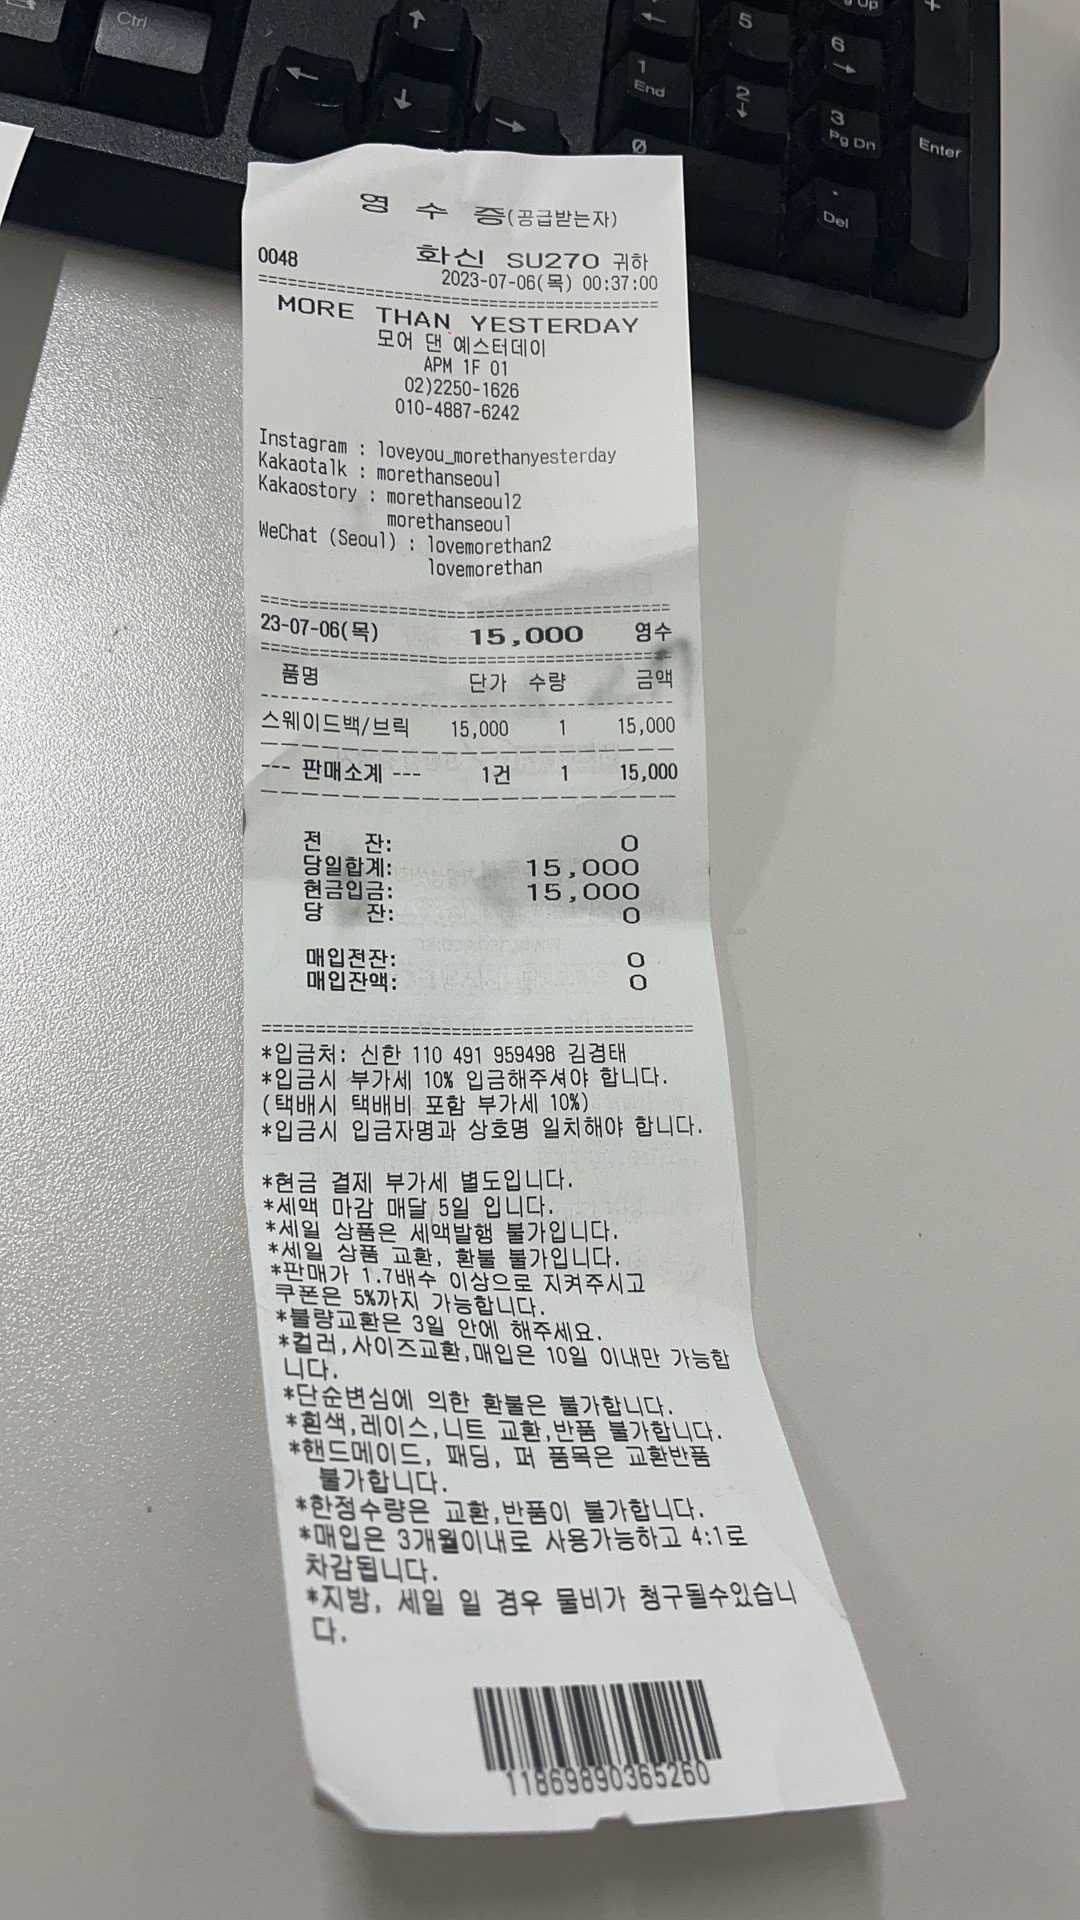 Ctrl
↑
←
↓
→
←
5
g Up
+
6
→
1
End
2
↓
3
Pg Dn
Enter
0
.
Del
영 수 증(공급받는자)
0048 화신 SU270 귀하
2023-07-06(목) 00:37:00
========================================
MORE THAN YESTERDAY
모어 댄 예스터데이
APM 1F 01
02)2250-1626
010-4887-6242
Instagram : loveyou_morethanyesterday
Kakaotalk : morethanseoul
Kakaostory : morethanseoul2
morethanseoul
WeChat (Seoul) : lovemorethan2
lovemorethan
========================================
23-07-06(목) 15,000 영수
========================================
품명 단가 수량 금액
----------------------------------------
스웨이드백/브릭 15,000 1 15,000
----------------------------------------
--- 판매소계 --- 1건 1 15,000
----------------------------------------
전 잔: 0
당일합계: 15,000
현금입금: 15,000
당 잔: 0
매입전잔: 0
매입잔액: 0
========================================
*입금처: 신한 110 491 959498 김경태
*입금시 부가세 10% 입금해주셔야 합니다.
(택배시 택배비 포함 부가세 10%)
*입금시 입금자명과 상호명 일치해야 합니다.
*현금 결제 부가세 별도입니다.
*세액 마감 매달 5일 입니다.
*세일 상품은 세액발행 불가입니다.
*세일 상품 교환, 환불 불가입니다.
*판매가 1.7배수 이상으로 지켜주시고
쿠폰은 5%까지 가능합니다.
*불량교환은 3일 안에 해주세요.
*컬러,사이즈교환,매입은 10일 이내만 가능합
니다.
*단순변심에 의한 환불은 불가합니다.
*흰색,레이스,니트 교환,반품 불가합니다.
*핸드메이드, 패딩, 퍼 품목은 교환반품
불가합니다.
*한정수량은 교환,반품이 불가합니다.
*매입은 3개월이내로 사용가능하고 4:1로
차감됩니다.
*지방, 세일 일 경우 물비가 청구될수있습니
다.
11869890365260